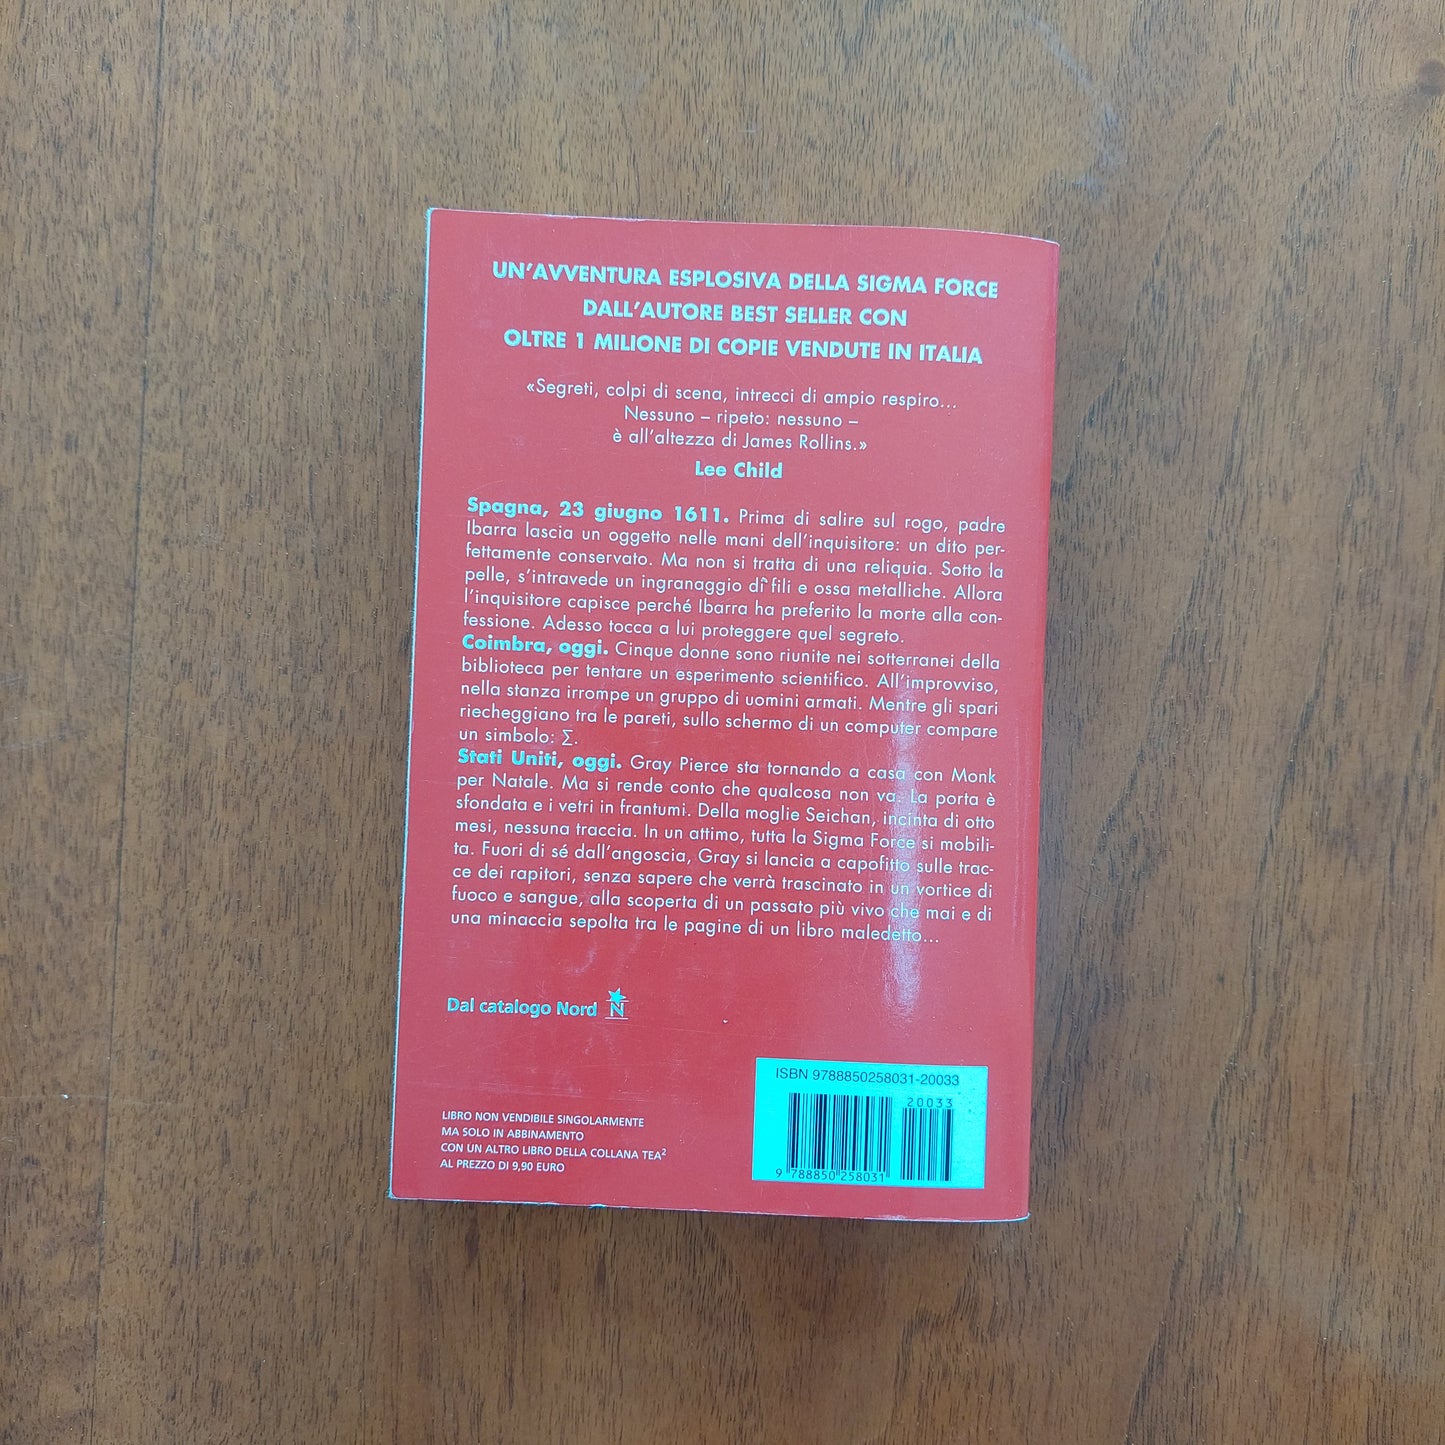 UN'AVVENTURA ESPLOSIVA DELLA SIGMA FORCE
DALL'AUTORE BEST SELLER CON
OLTRE 1 MILIONE DI COPIE VENDUTE IN ITALIA
«Segreti, colpi di scena, intrecci di ampio respiro...
Nessuno – ripeto: nessuno –
è all'altezza di James Rollins.»
Lee Child
Spagna, 23 giugno 1611. Prima di salire sul rogo, padre
Ibarra lascia un oggetto nelle mani dell'inquisitore: un dito per-
fettamente conservato. Ma non si tratta di una reliquia. Sotto la
pelle, s'intravede un ingranaggio di fili e ossa metalliche. Allora
l'inquisitore capisce perché Ibarra ha preferito la morte alla con-
fessione. Adesso tocca a lui proteggere quel segreto.
Coimbra, oggi. Cinque donne sono riunite nei sotterranei della
biblioteca per tentare un esperimento scientifico. All'improvviso,
nella stanza irrompe un gruppo di uomini armati. Mentre gli spari
riecheggiano tra le pareti, sullo schermo di un computer compare
un simbolo: Σ.
Stati Uniti, oggi. Gray Pierce sta tornando a casa con Monk
per Natale. Ma si rende conto che qualcosa non va. La porta è
sfondata e i vetri in frantumi. Della moglie Seichan, incinta di otto
mesi, nessuna traccia. In un attimo, tutta la Sigma Force si mobili-
ta. Fuori di sé dall'angoscia, Gray si lancia a capofitto sulle trac-
ce dei rapitori, senza sapere che verrà trascinato in un vortice di
fuoco e sangue, alla scoperta di un passato più vivo che mai e di
una minaccia sepolta tra le pagine di un libro maledetto...
Dal catalogo Nord N
ISBN 9788850258031-20033
20033
9 788850 258031
LIBRO NON VENDIBILE SINGOLARMENTE
MA SOLO IN ABBINAMENTO
CON UN ALTRO LIBRO DELLA COLLANA TEA²
AL PREZZO DI 9,90 EURO